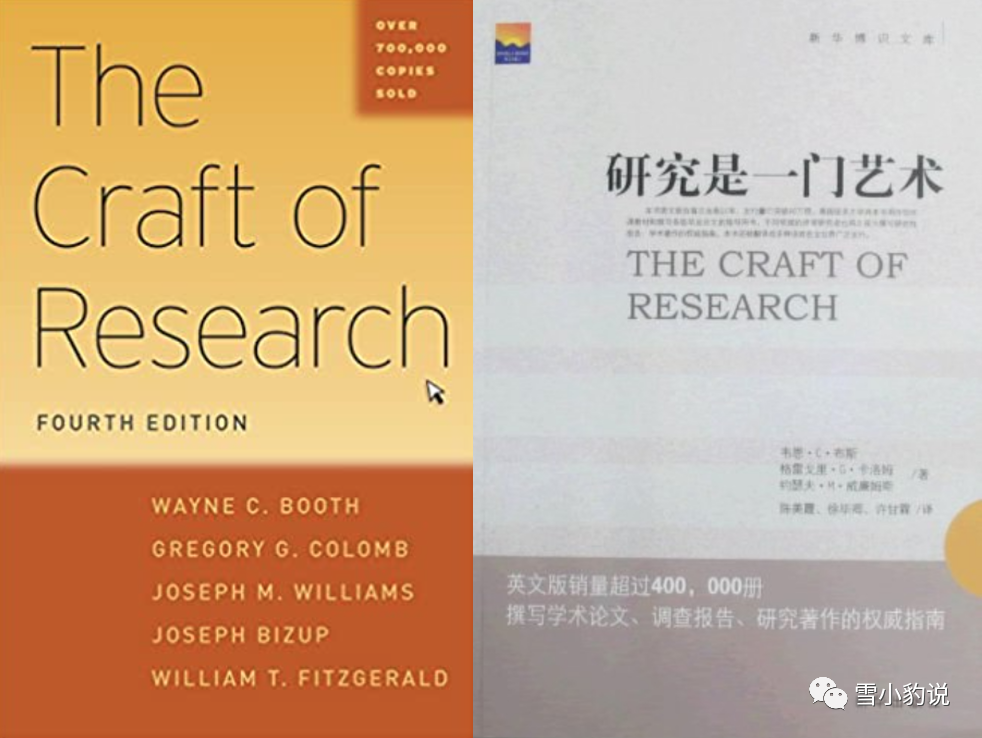 OVER
700,000
COPIES
SOLD
The
Craft of
Research
FOURTH EDITION
WAYNE C. BOOTH
GREGORY G. COLOMB
JOSEPH M. WILLIAMS
JOSEPH BIZUP
WILLIAM T. FITZGERALD
新华博识文库
研究是一门艺术
THE CRAFT OF
RESEARCH
韦恩·C·布斯
格雷戈里·G·卡洛姆 /著
约瑟夫·M·威廉姆斯
陈美霞、徐毕卿、许甘霖 /译
英文版销量超过400，000册
撰写学术论文、调查报告、研究著作的权威指南
雪小豹说